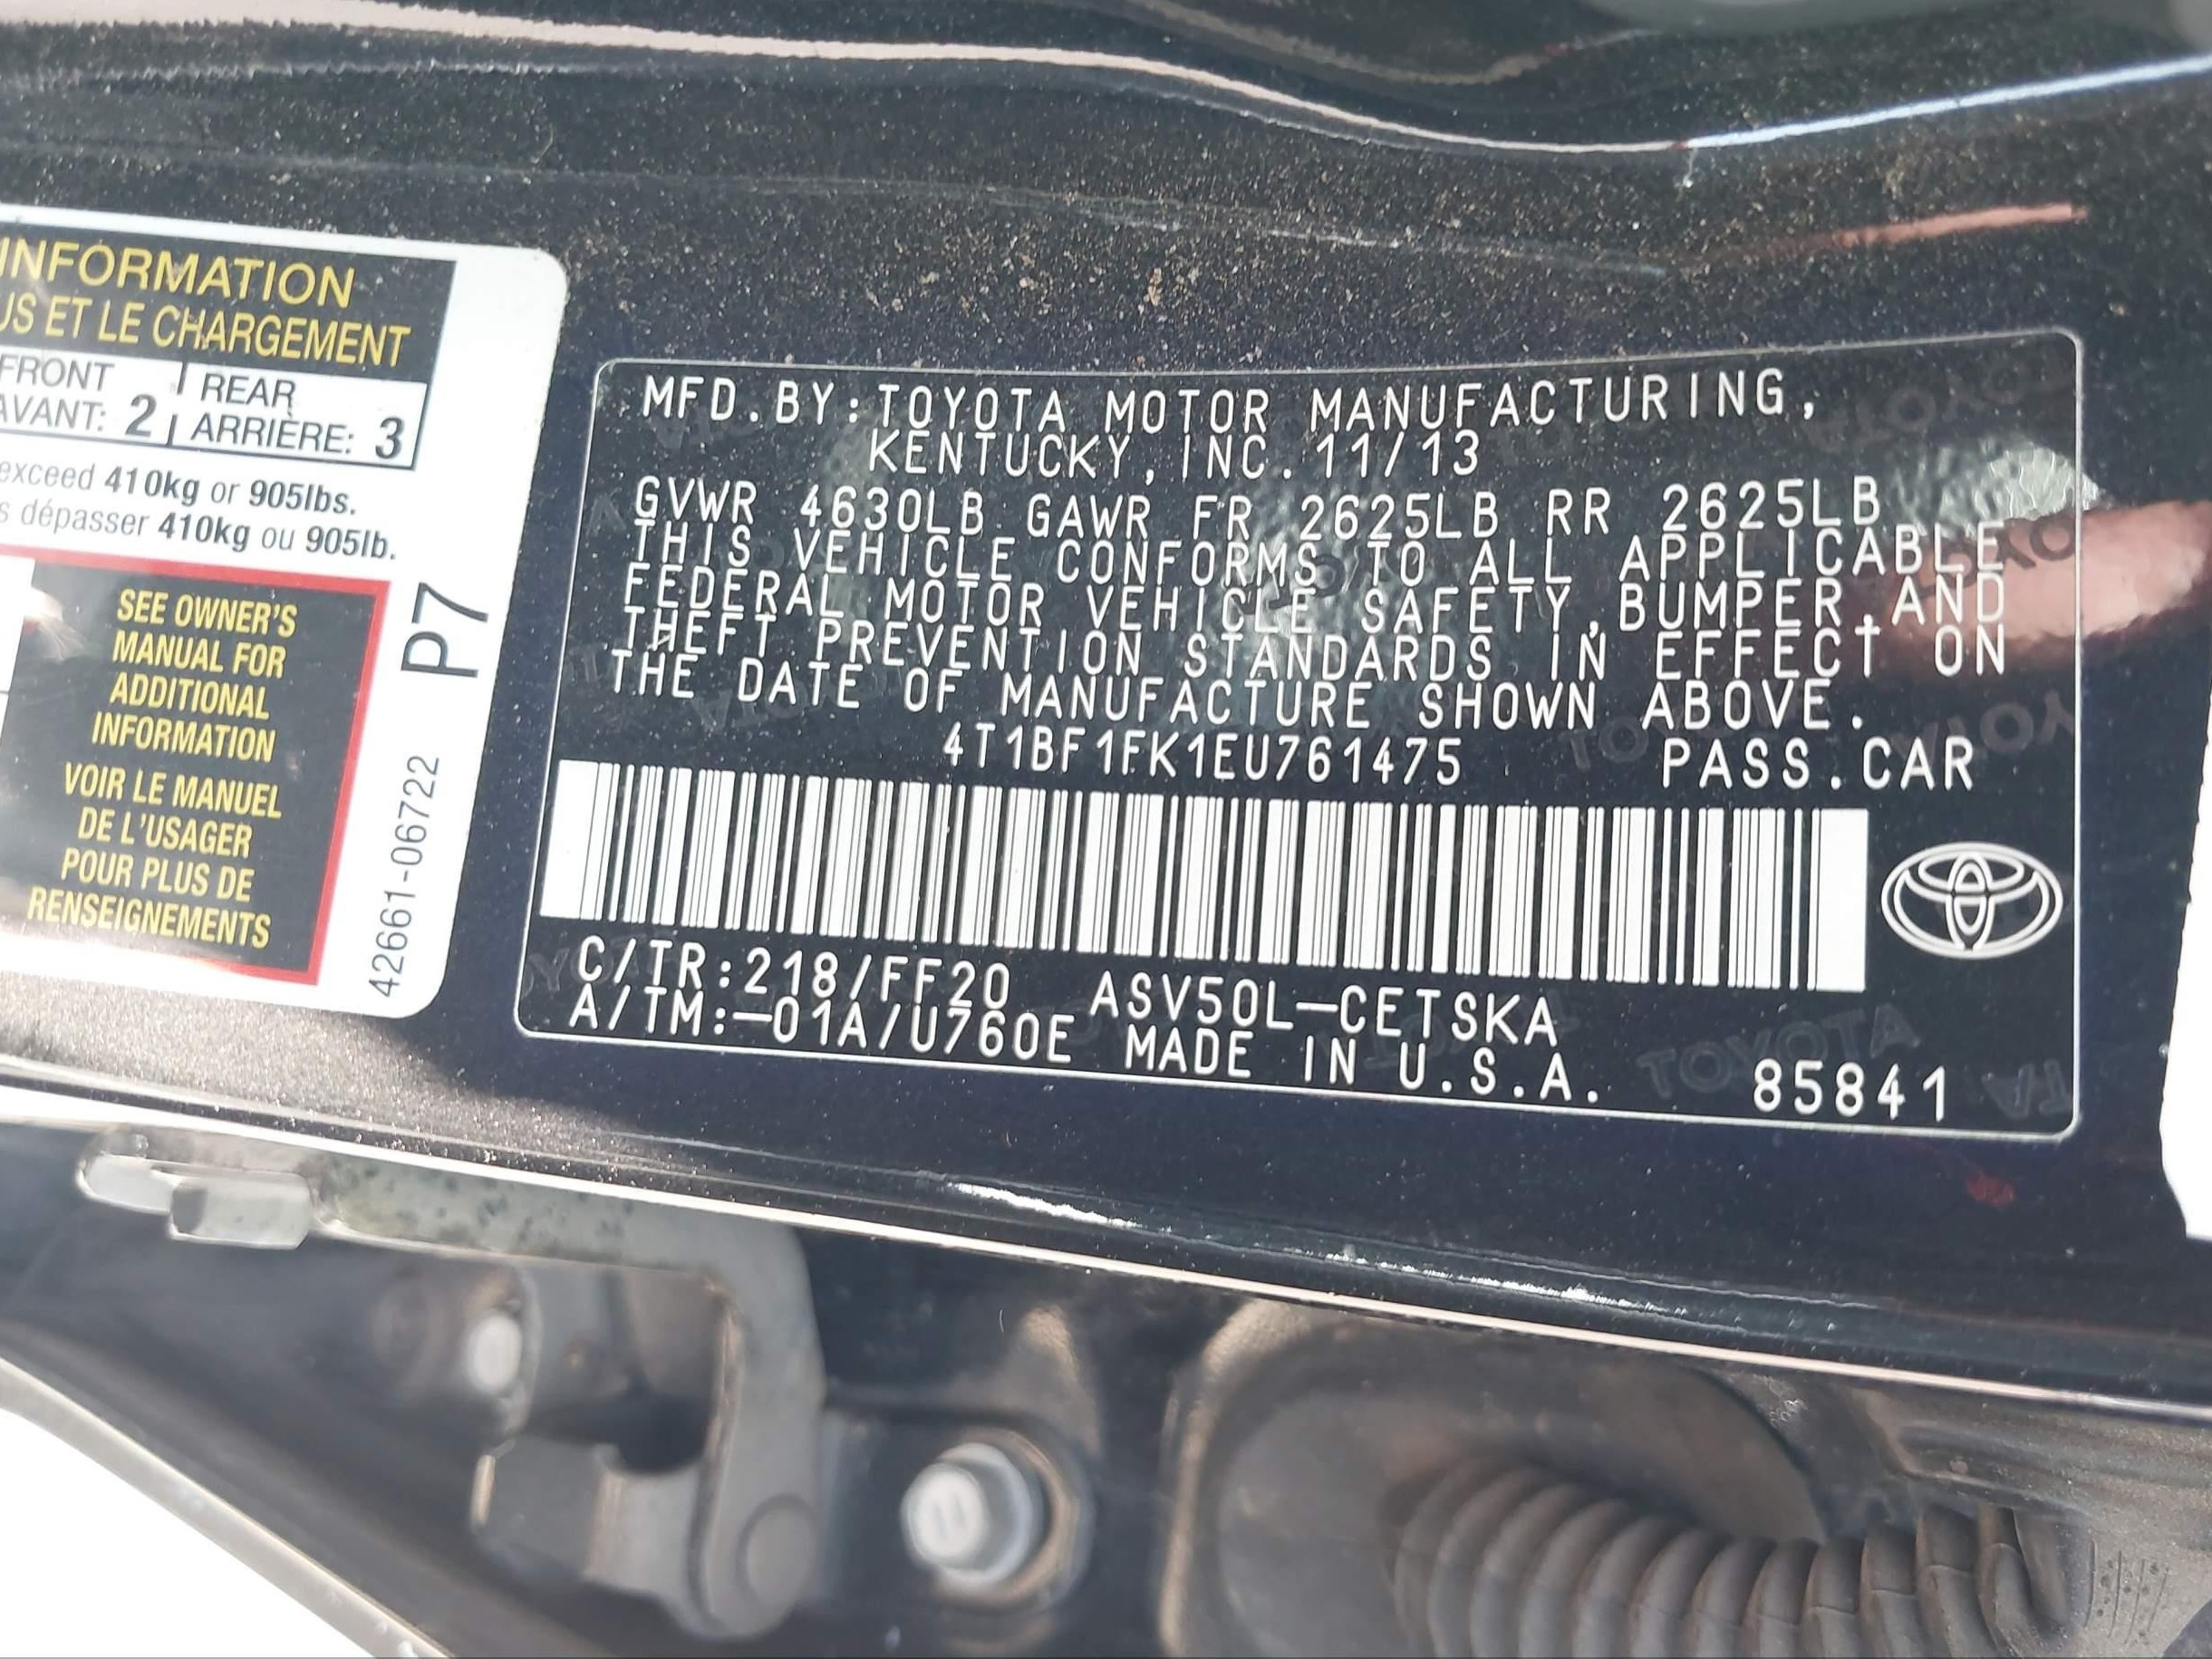 INFORMATION
US ET LE CHARGEMENT
FRONT
AVANT: 2
REAR
ARRIÈRE: 3
exceed 410kg or 905lbs.
s dépasser 410kg ou 905lb.
SEE OWNER'S
MANUAL FOR
ADDITIONAL
INFORMATION
VOIR LE MANUEL
DE L'USAGER
POUR PLUS DE
RENSEIGNEMENTS
P7
42661-06722
MFD.BY:TOYOTA MOTOR MANUFACTURING,
KENTUCKY, INC. 11/13
GVWR 4630LB GAWR FR 2625LB RR 2625LB
THIS VEHICLE CONFORMS TO ALL APPLICABLE
FEDERAL MOTOR VEHICLE SAFETY,BUMPER,AND
THEFT PREVENTION STANDARDS IN EFFECT ON
THE DATE OF MANUFACTURE SHOWN ABOVE.
4T1BF1FK1EU761475 PASS.CAR
C/TR:218/FF20 ASV50L-CETSKA
A/TM:-01A/U760E MADE IN U.S.A. 85841